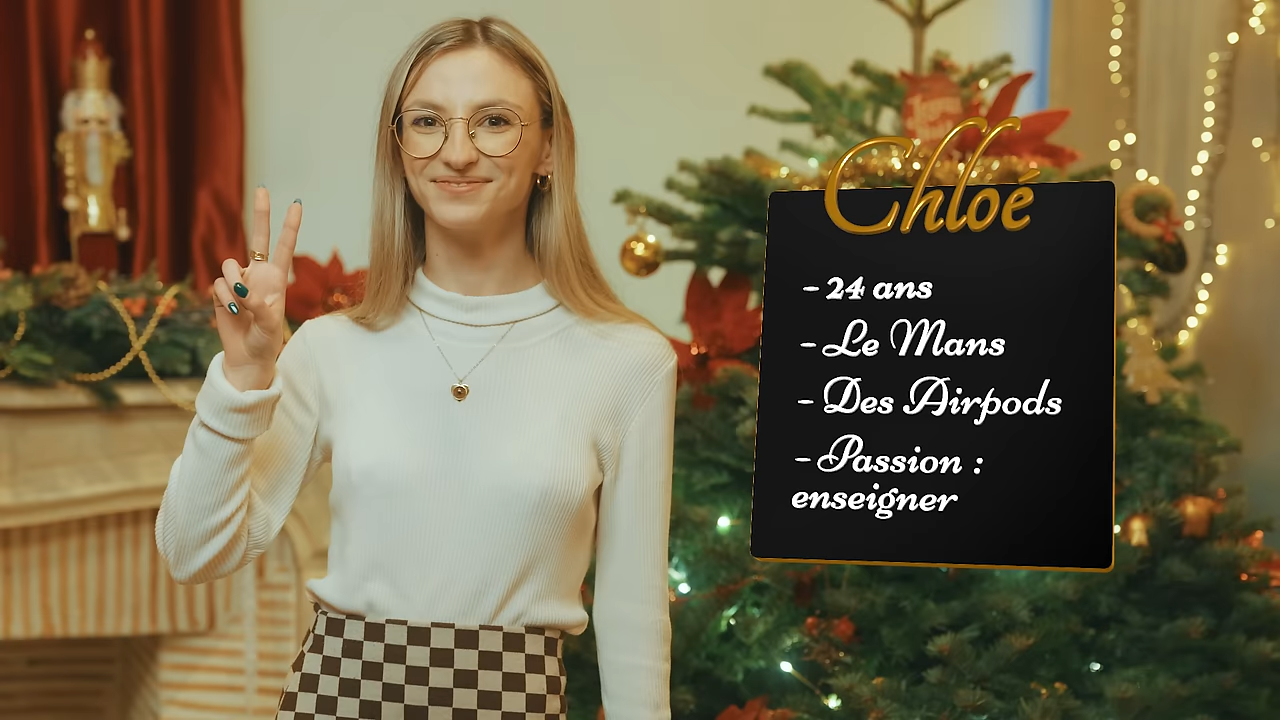 Chloé
- 24 ans
- Le Mans
- Des Airpods
- Passion :
enseigner